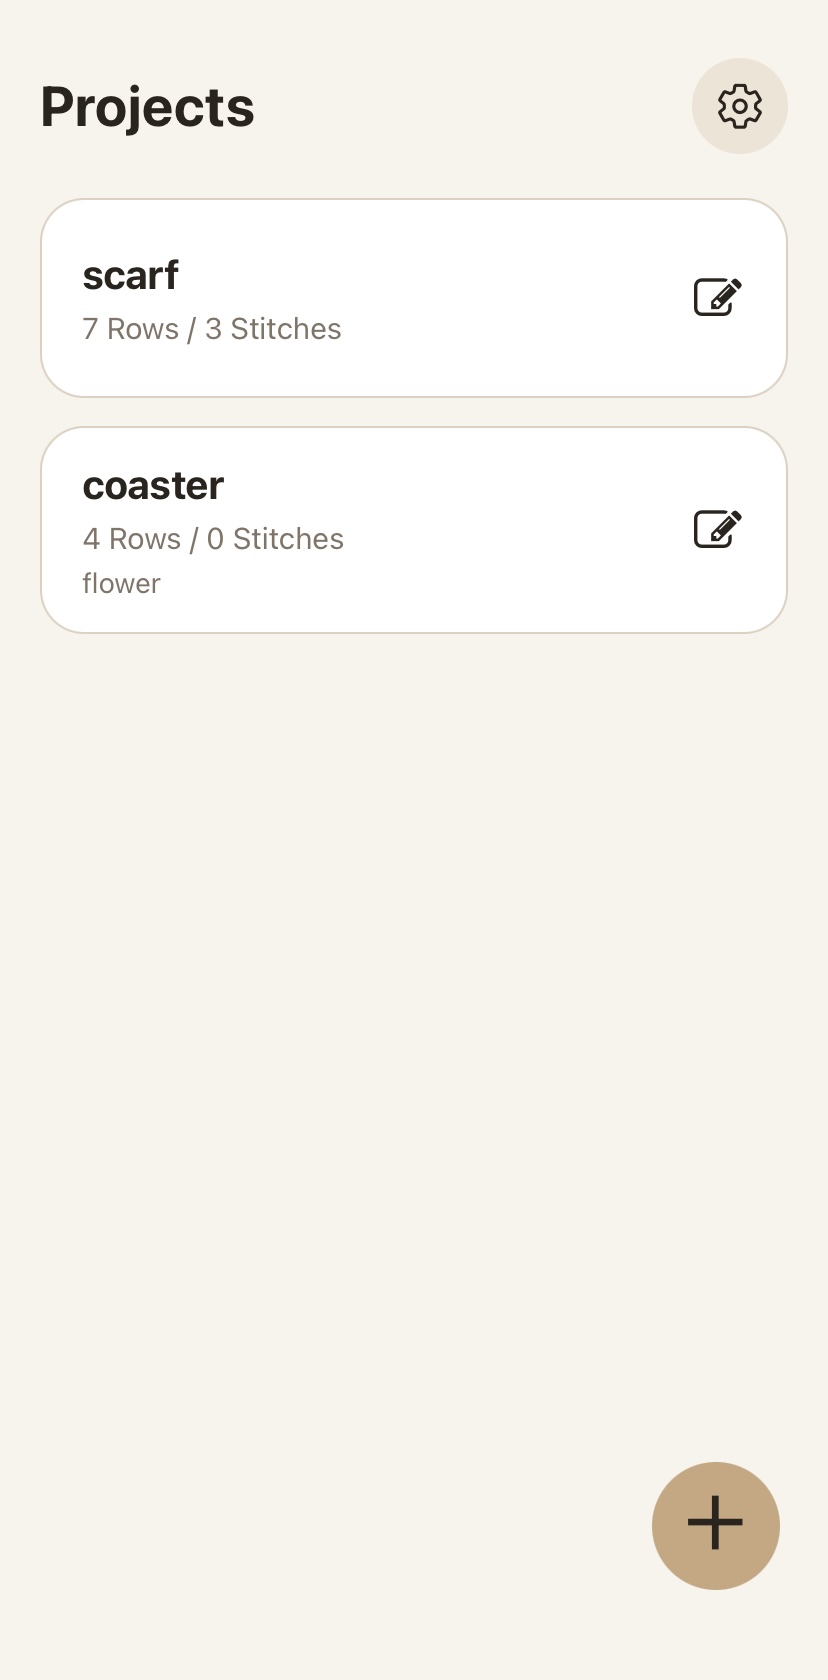 Projects
scarf
7 Rows / 3 Stitches
coaster
4 Rows / 0 Stitches
flower